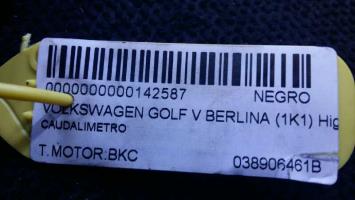 0000000000142587 NEGRO
VOLKSWAGEN GOLF V BERLINA (1K1) Hig
CAUDALIMETRO
T.MOTOR:BKC 038906461B